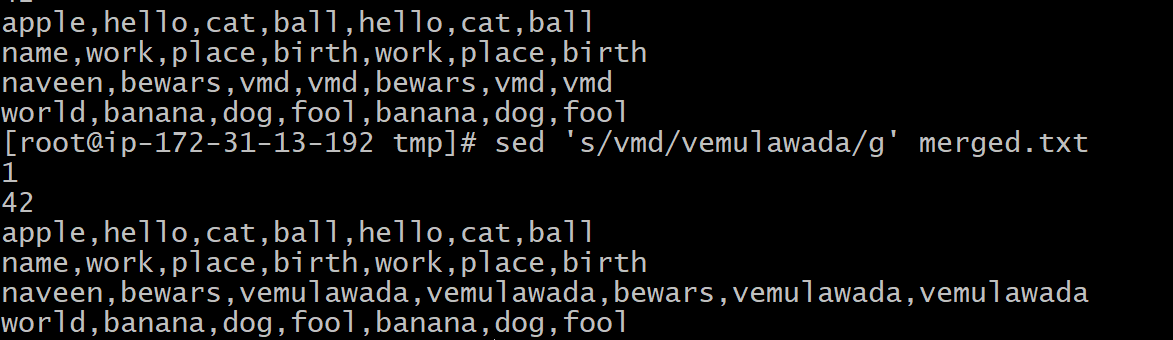 42
apple,hello,cat,ball,hello,cat,ball
name,work,place,birth,work,place,birth
naveen,bewars,vmd,vmd,bewars,vmd,vmd
world,banana,dog,fool,banana,dog,fool
[root@ip-172-31-13-192 tmp]# sed 's/vmd/vemulawada/g' merged.txt
1
42
apple,hello,cat,ball,hello,cat,ball
name,work,place,birth,work,place,birth
naveen,bewars,vemulawada,vemulawada,bewars,vemulawada,vemulawada
world,banana,dog,fool,banana,dog,fool